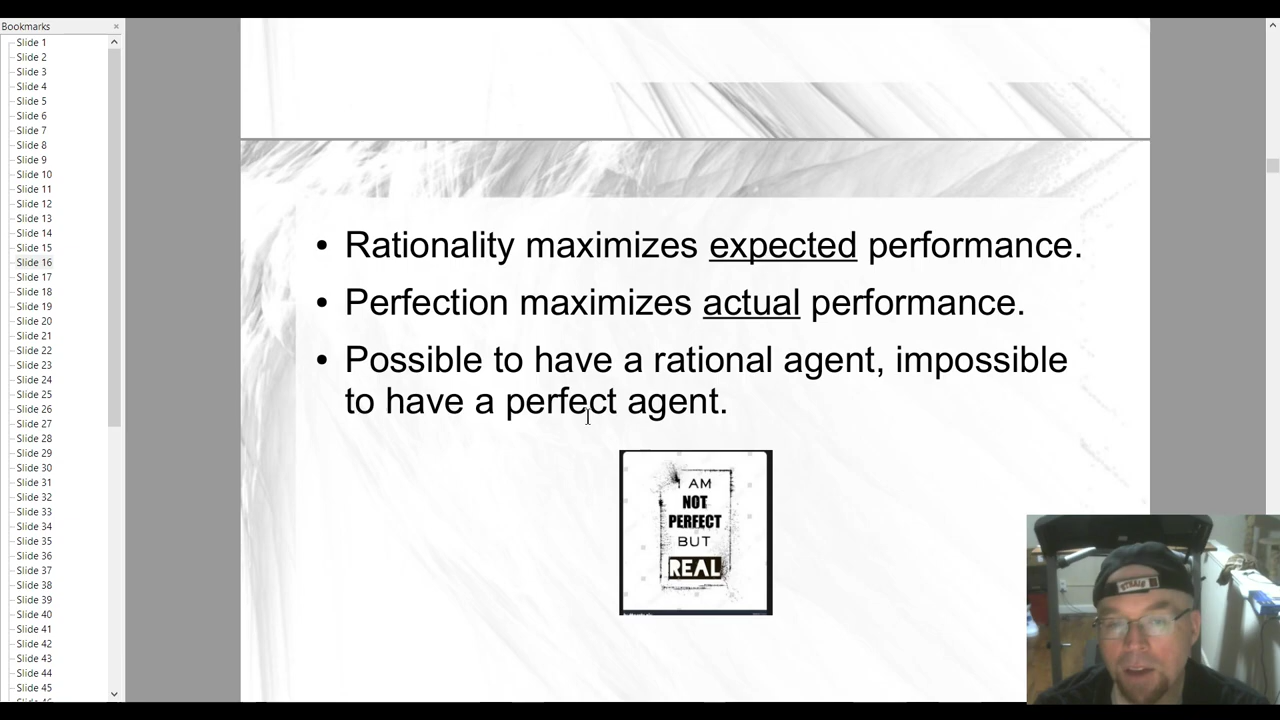 Bookmarks
Slide 1
Slide 2
Slide 3
Slide 4
Slide 5
Slide 6
Slide 7
Slide 8
Slide 9
Slide 10
Slide 11
Slide 12
Slide 13
Slide 14
Slide 15
Slide 16
Slide 17
Slide 18
Slide 19
Slide 20
Slide 21
Slide 22
Slide 23
Slide 24
Slide 25
Slide 26
Slide 27
Slide 28
Slide 29
Slide 30
Slide 31
Slide 32
Slide 33
Slide 34
Slide 35
Slide 36
Slide 37
Slide 38
Slide 39
Slide 40
Slide 41
Slide 42
Slide 43
Slide 44
Slide 45
• Rationality maximizes expected performance.
• Perfection maximizes actual performance.
• Possible to have a rational agent, impossible
to have a perfect agent.
I AM
NOT
PERFECT
BUT
REAL